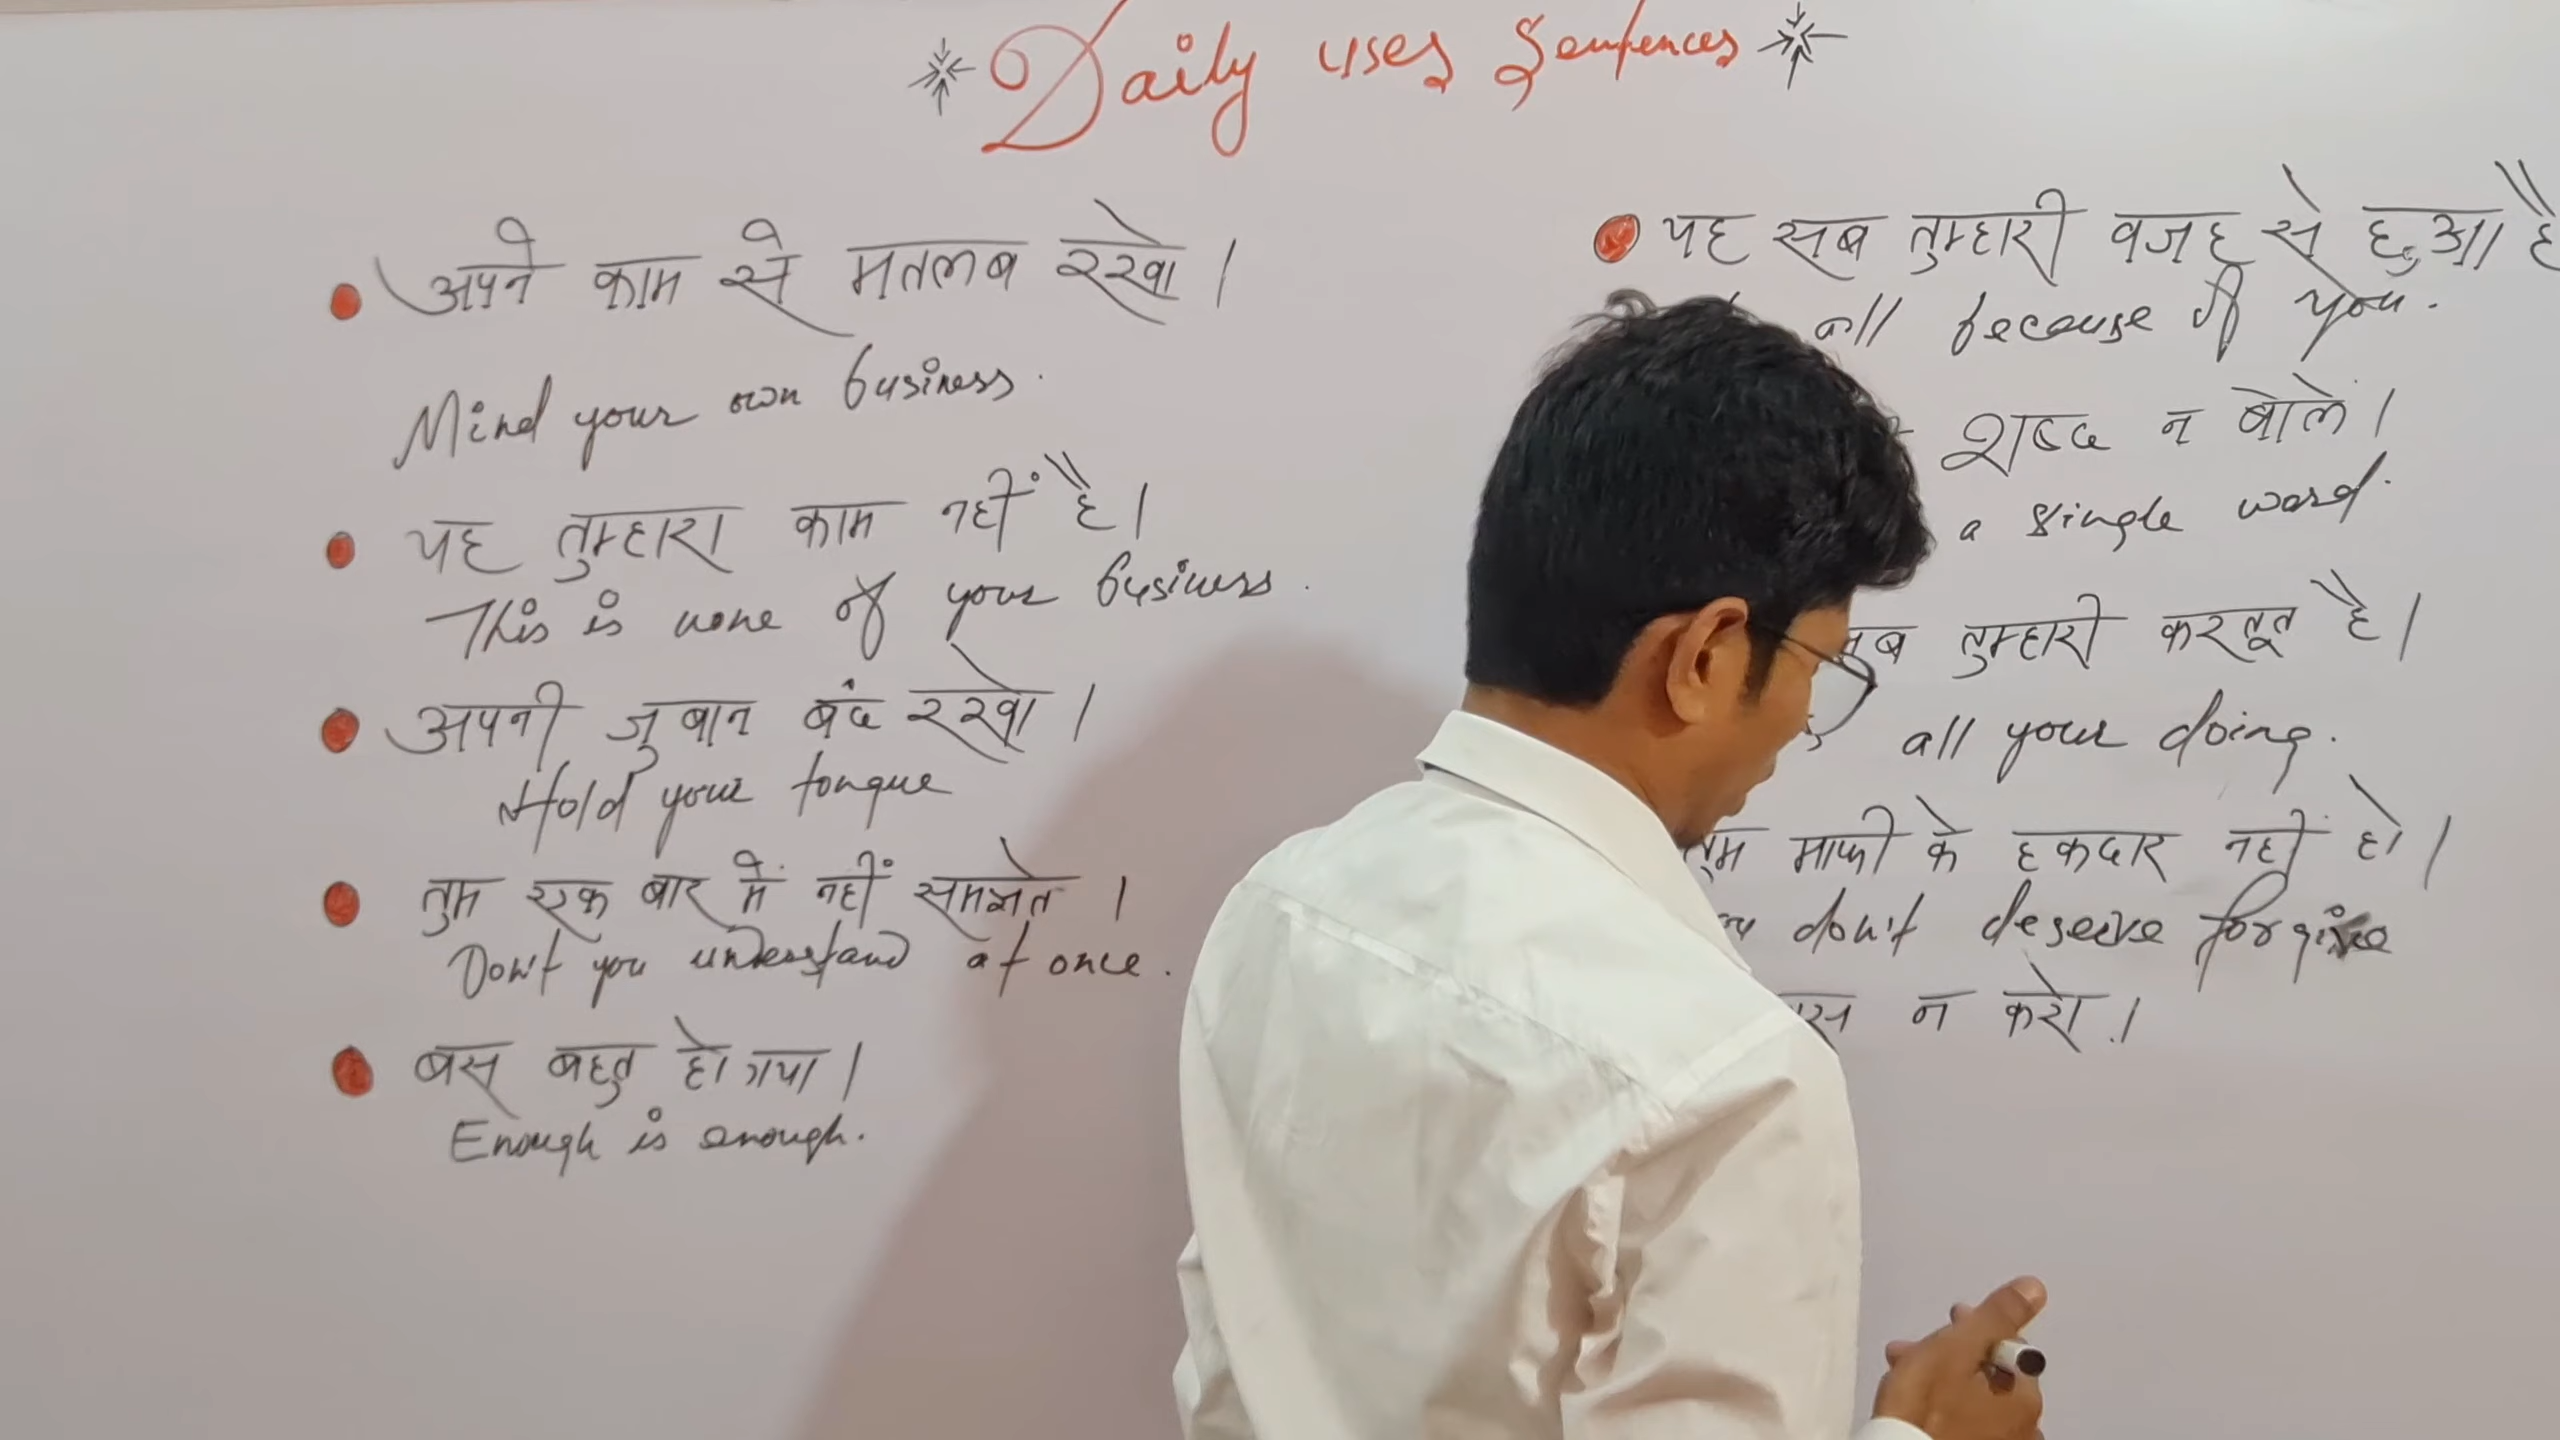 Daily uses Sentences
अपने काम से मतलब रखो।
Mind your own business.
यह तुम्हारा काम नहीं है।
This is none of your business.
अपनी जुबान बंद रखो।
Hold your tongue
तुम एक बार में नहीं समझते।
Don't you understand at once.
बस बहुत हो गया।
Enough is enough.
यह सब तुम्हारी वजह से हुआ है
all because of you.
शब्द न बोले।
a single word.
तुम्हारी करतूत है।
all your doing.
तुम माफी के हकदार नहीं हो।
don't deserve forgive
न करो।